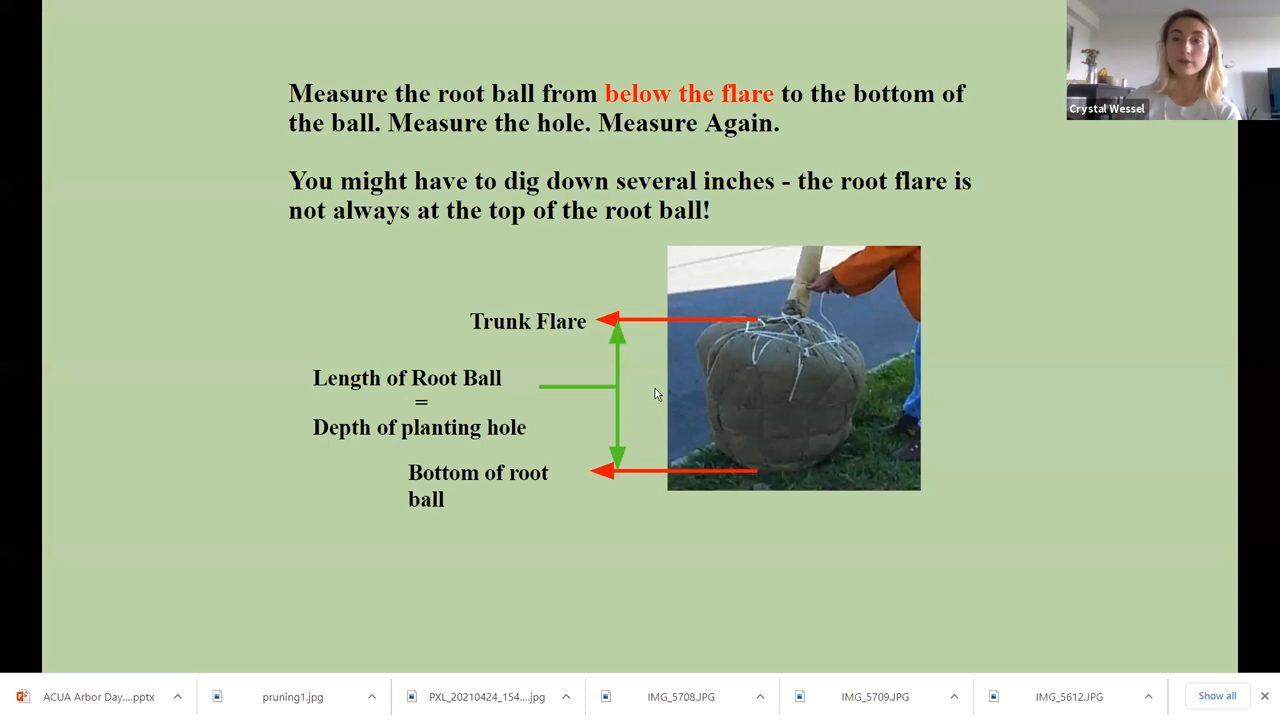 Measure the root ball from below the flare to the bottom of
the ball. Measure the hole. Measure Again.
You might have to dig down several inches - the root flare is
not always at the top of the root ball!
Crystal Wessel
Trunk Flare
Length of Root Ball
=
Depth of planting hole
Bottom of root
ball
ACUA Arbor Day....pptx
pruning1.jpg
PXL_20210424_154....jpg
IMG_5708.JPG
IMG_5709.JPG
IMG_5612.JPG
Show all